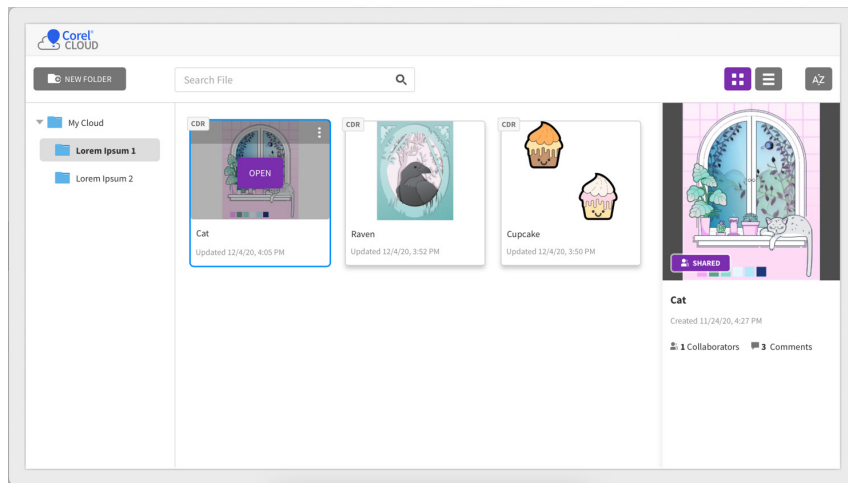 Corel®
CLOUD
NEW FOLDER
Search File
AZ
My Cloud
Lorem Ipsum 1
Lorem Ipsum 2
CDR
OPEN
Cat
Updated 12/4/20, 4:05 PM
CDR
Raven
Updated 12/4/20, 3:52 PM
CDR
Cupcake
Updated 12/4/20, 3:50 PM
SHARED
Cat
Created 11/24/20, 4:27 PM
1 Collaborators 3 Comments